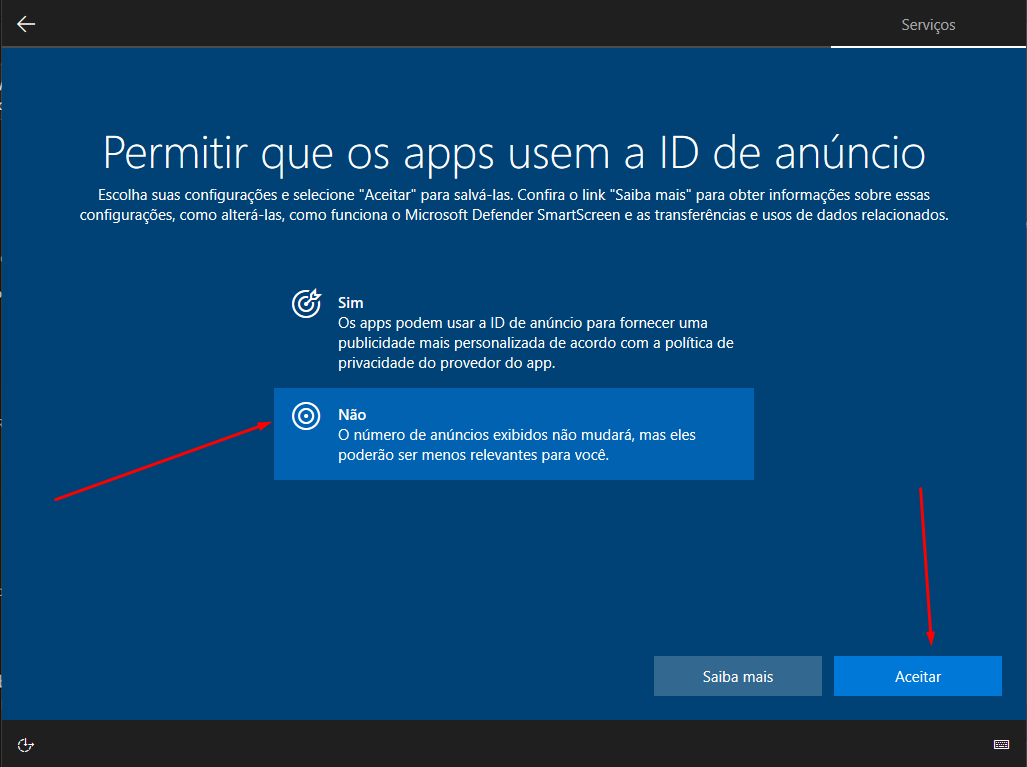 Serviços
Permitir que os apps usem a ID de anúncio
Escolha suas configurações e selecione "Aceitar" para salvá-las. Confira o link "Saiba mais" para obter informações sobre essas
configurações, como alterá-las, como funciona o Microsoft Defender SmartScreen e as transferências e usos de dados relacionados.
Sim
Os apps podem usar a ID de anúncio para fornecer uma
publicidade mais personalizada de acordo com a política de
privacidade do provedor do app.
Não
O número de anúncios exibidos não mudará, mas eles
poderão ser menos relevantes para você.
Saiba mais
Aceitar